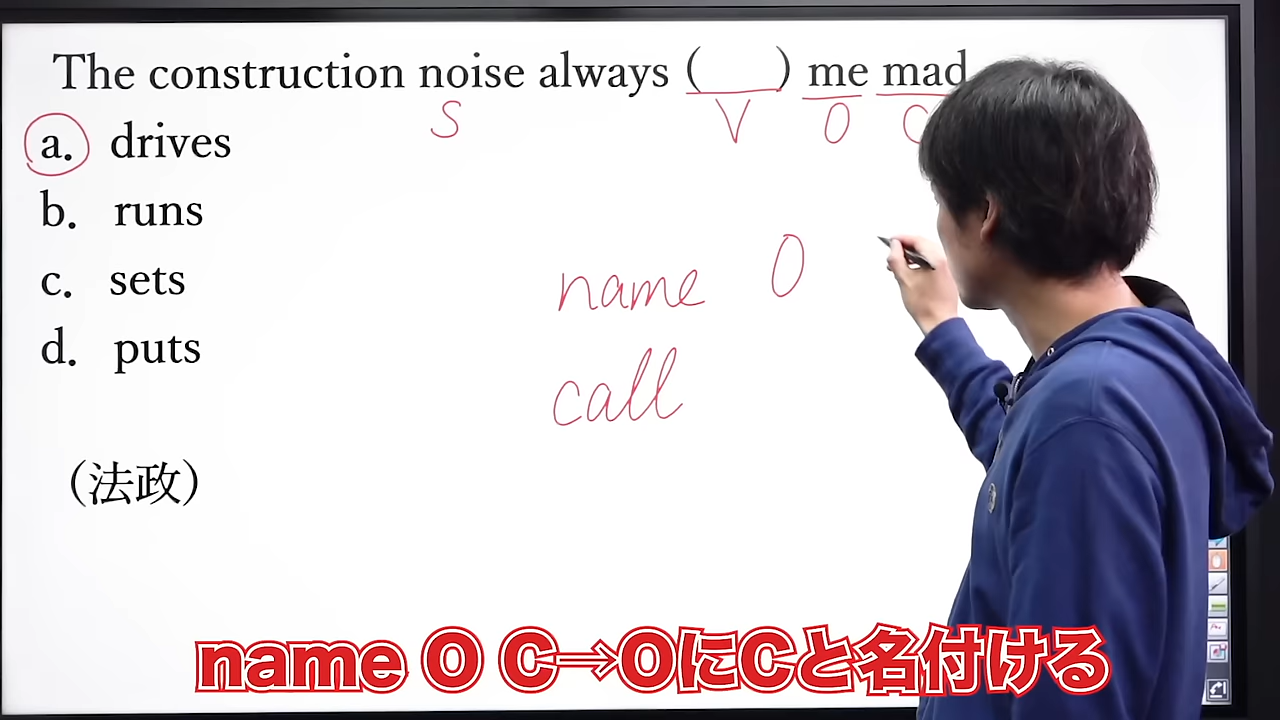 The construction noise always (　　) me mad
S V O C
a. drives
b. runs
c. sets
d. puts
name O
call
(法政)
name O C→OにCと名付ける